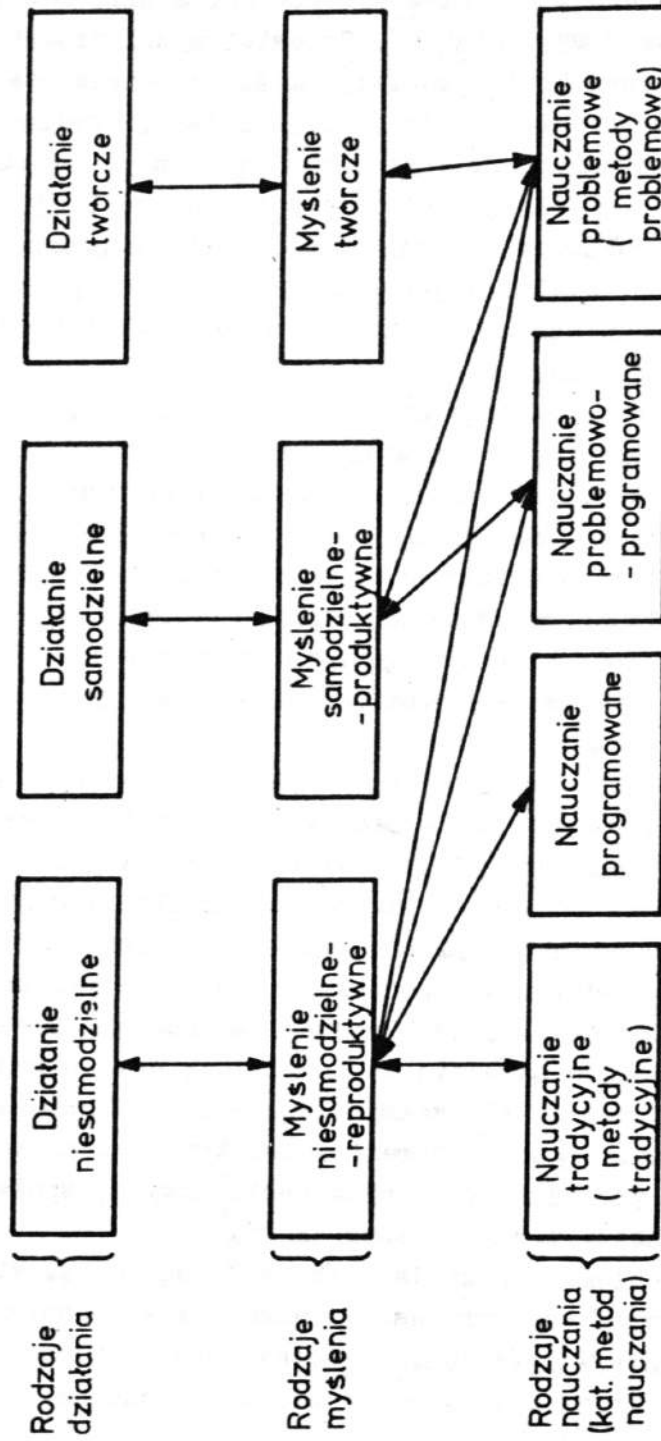 Rodzaje
działania
Działanie
niesamodzielne
Działanie
samodzielne
Działanie
twórcze
Rodzaje
myślenia
Myślenie
niesamodzielne-
-reproduktywne
Myślenie
samodzielne-
-produktywne
Myślenie
twórcze
Rodzaje
nauczania
(kat. metod
nauczania)
Nauczanie
tradycyjne
( metody
tradycyjne)
Nauczanie
programowane
Nauczanie
problemowo-
-programowane
Nauczanie
problemowe
( metody
problemowe)